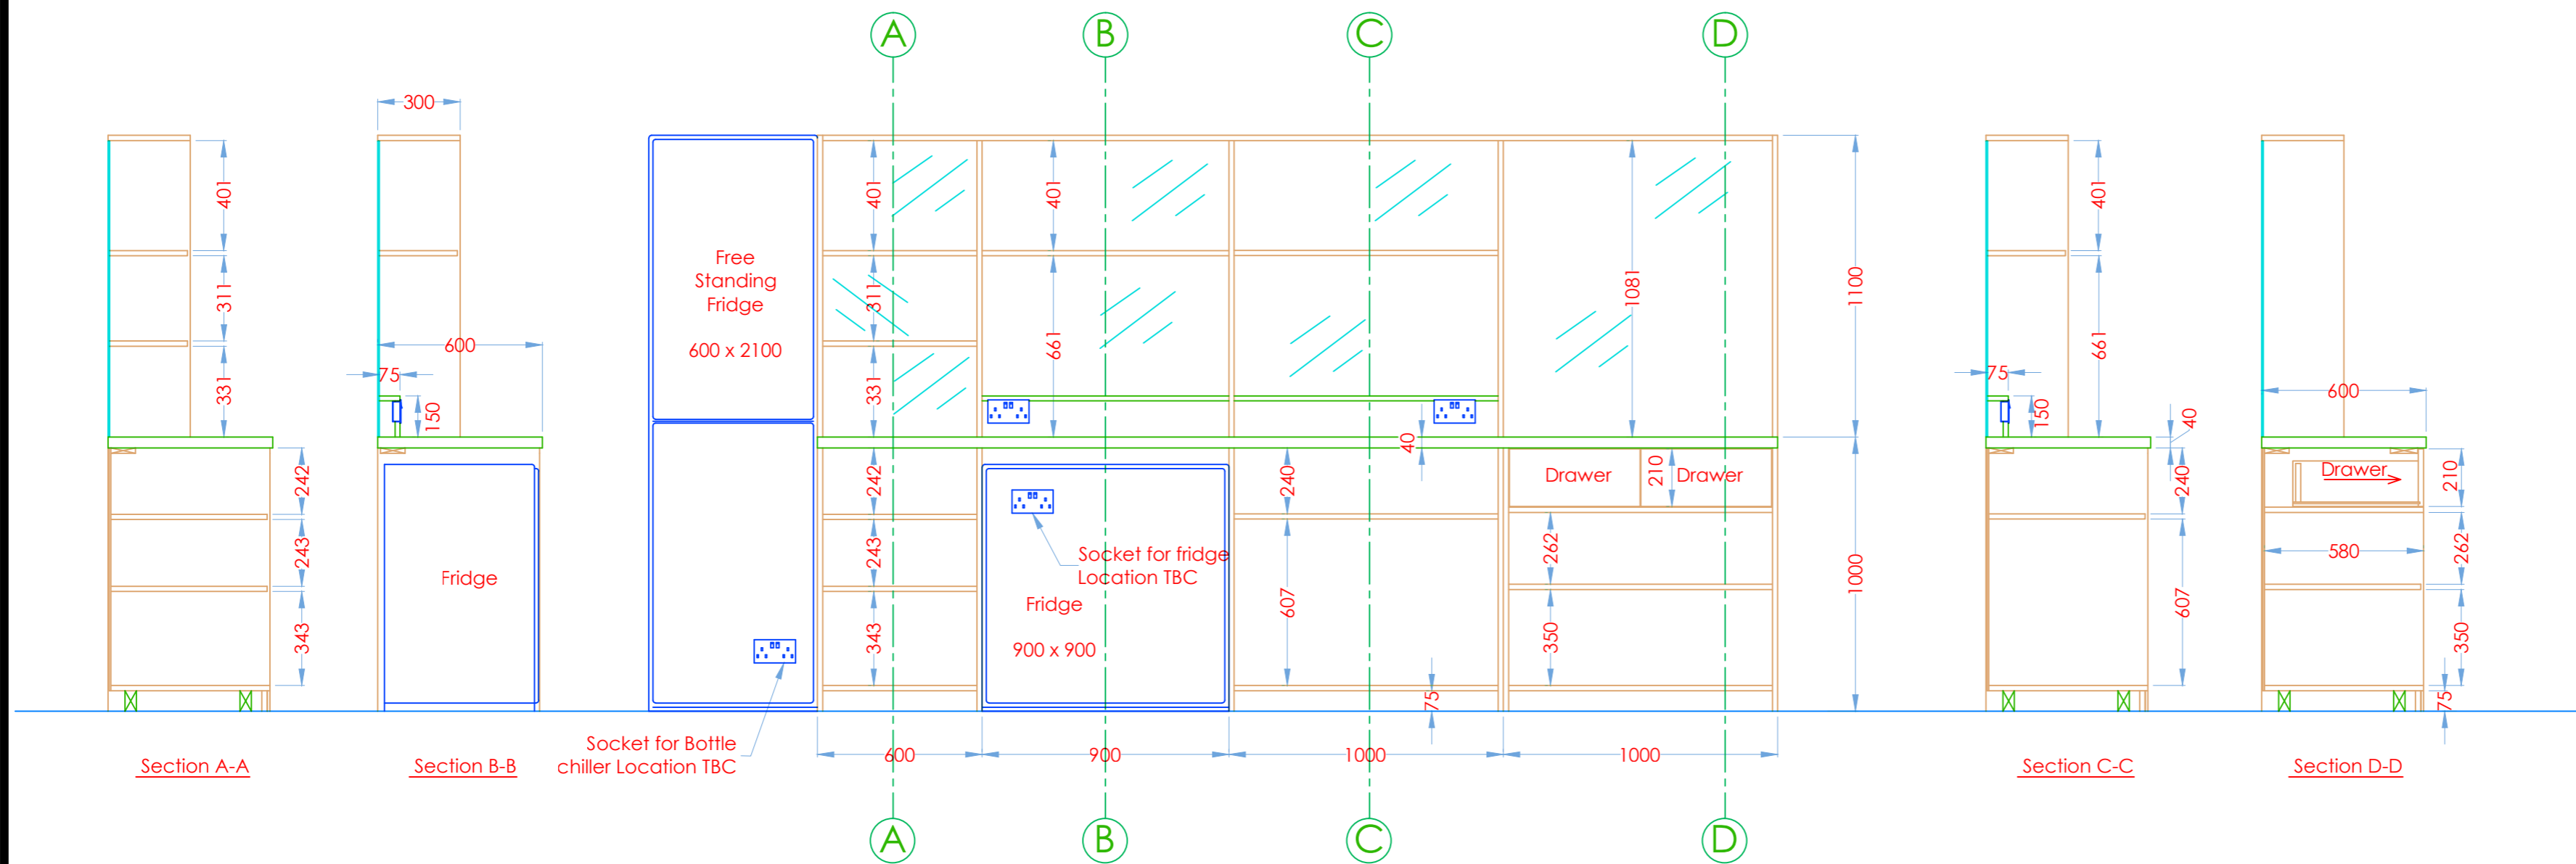 A
B
C
D
300
401
311
331
242
243
343
600
75
150
Fridge
Free
Standing
Fridge
600 x 2100
401
311
331
242
243
343
401
661
Socket for fridge
Location TBC
Fridge
900 x 900
40
240
607
75
1081
Drawer
210
Drawer
262
350
1100
1000
401
661
75
150
40
240
607
600
Drawer
210
580
262
350
75
Socket for Bottle
chiller Location TBC
600
900
1000
1000
Section A-A
Section B-B
Section C-C
Section D-D
A
B
C
D